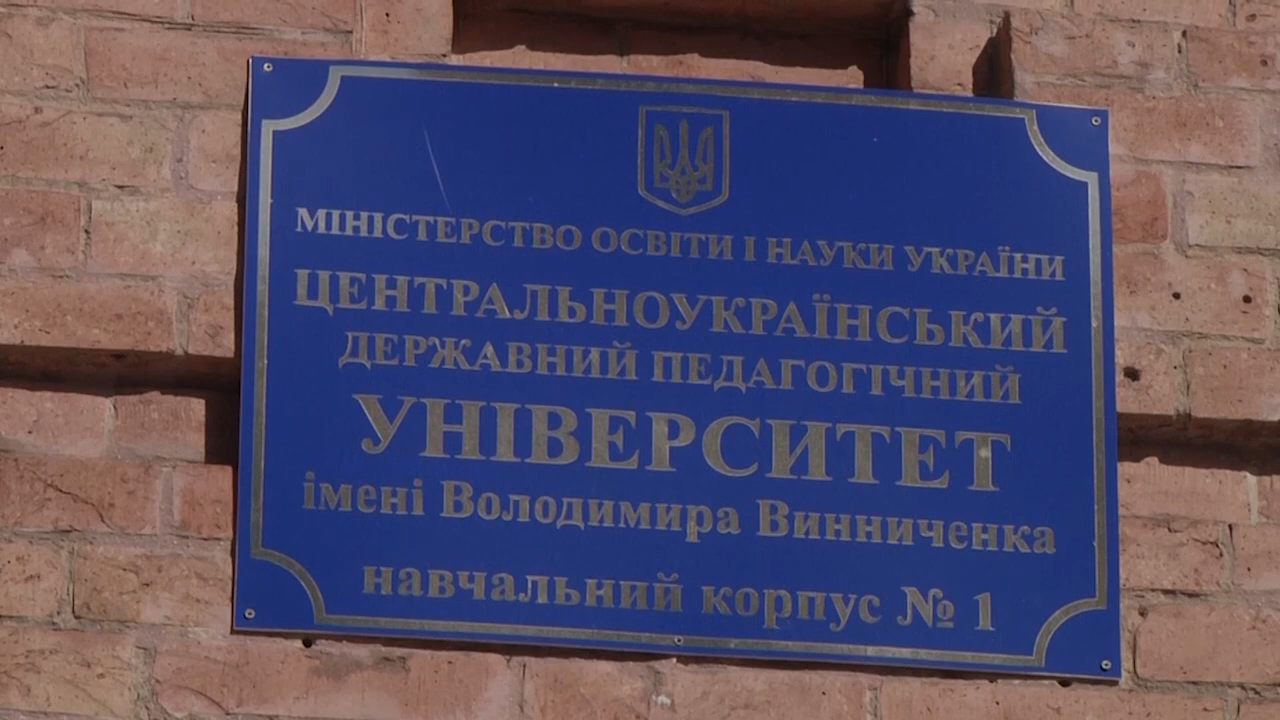 МІНІСТЕРСТВО ОСВІТИ І НАУКИ УКРАЇНИ
ЦЕНТРАЛЬНОУКРАЇНСЬКИЙ
ДЕРЖАВНИЙ ПЕДАГОГІЧНИЙ
УНІВЕРСИТЕТ
імені Володимира Винниченка
навчальний корпус № 1